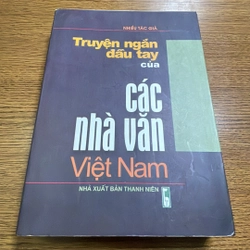 NHIỀU TÁC GIẢ
Truyện ngắn
đầu tay
của
các
nhà văn
Việt Nam
NHÀ XUẤT BẢN THANH NIÊN